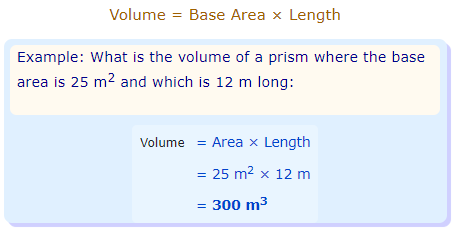 Volume = Base Area × Length
Example: What is the volume of a prism where the base
area is 25 m² and which is 12 m long:
Volume = Area × Length
= 25 m² × 12 m
= 300 m³